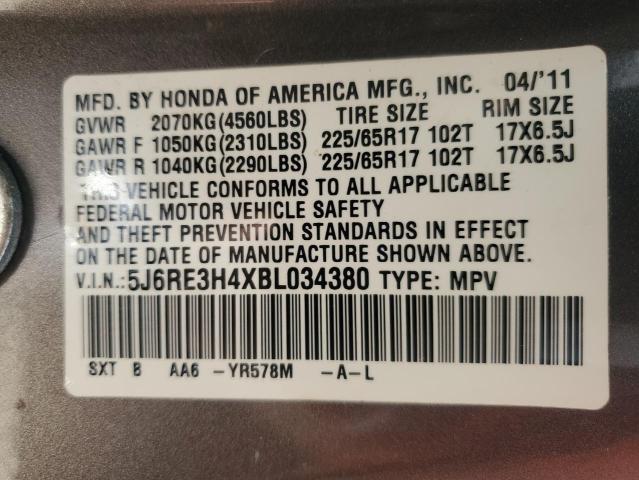 MFD. BY HONDA OF AMERICA MFG., INC. 04/'11
GVWR 2070KG(4560LBS) TIRE SIZE RIM SIZE
GAWR F 1050KG(2310LBS) 225/65R17 102T 17X6.5J
GAWR R 1040KG(2290LBS) 225/65R17 102T 17X6.5J
THIS VEHICLE CONFORMS TO ALL APPLICABLE
FEDERAL MOTOR VEHICLE SAFETY
AND THEFT PREVENTION STANDARDS IN EFFECT
ON THE DATE OF MANUFACTURE SHOWN ABOVE.
V.I.N.:5J6RE3H4XBL034380 TYPE: MPV
SXT B AA6 -YR578M -A-L